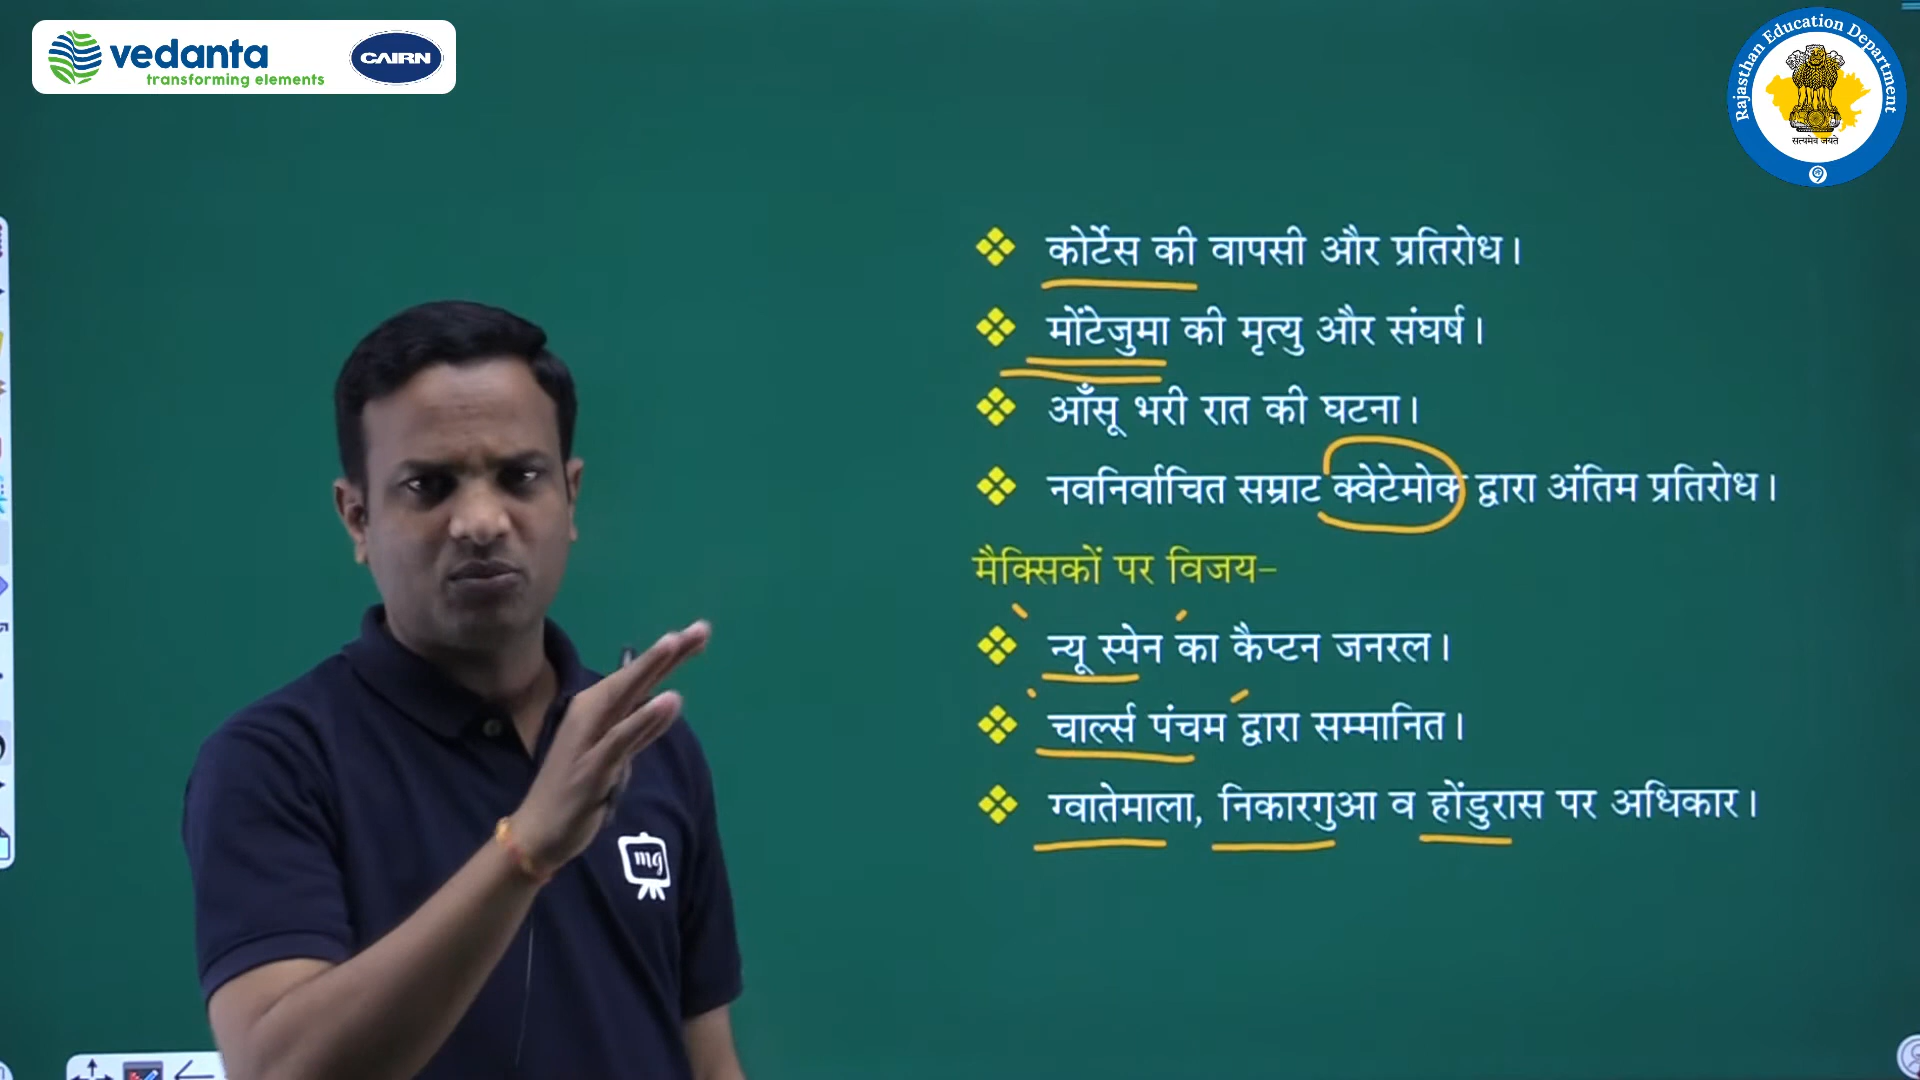 vedanta
transforming elements
CAIRN
Rajasthan Education Department
सत्यमेव जयते
कोर्टेस की वापसी और प्रतिरोध।
मोंटेजुमा की मृत्यु और संघर्ष।
आँसू भरी रात की घटना।
नवनिर्वाचित सम्राट क्वेटेमोक द्वारा अंतिम प्रतिरोध।
मैक्सिकों पर विजय–
न्यू स्पेन का कैप्टन जनरल।
चार्ल्स पंचम द्वारा सम्मानित।
ग्वातेमाला, निकारगुआ व होंडुरास पर अधिकार।
mg